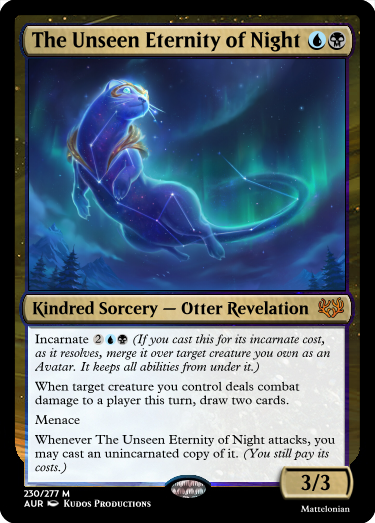 The Unseen Eternity of Night
Kindred Sorcery — Otter Revelation
Incarnate 2 (If you cast this for its incarnate cost,
as it resolves, merge it over target creature you own as an
Avatar. It keeps all abilities from under it.)
When target creature you control deals combat
damage to a player this turn, draw two cards.
Menace
Whenever The Unseen Eternity of Night attacks, you
may cast an unincarnated copy of it. (You still pay its
costs.)
3/3
230/277 M
AUR Kudos Productions
Mattelonian